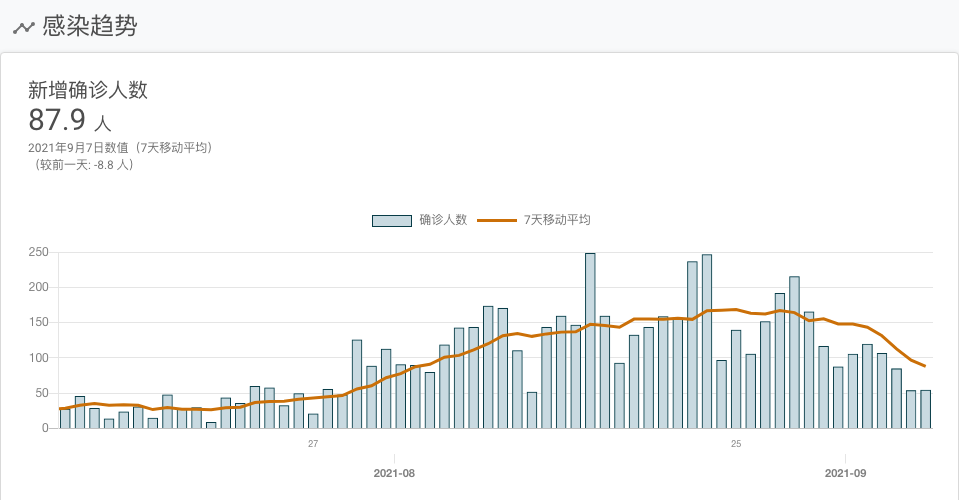 感染趋势
新增确诊人数
87.9 人
2021年9月7日数值（7天移动平均）
（较前一天: -8.8 人）
确诊人数 7天移动平均
250
200
150
100
50
0
27 25
2021-08 2021-09